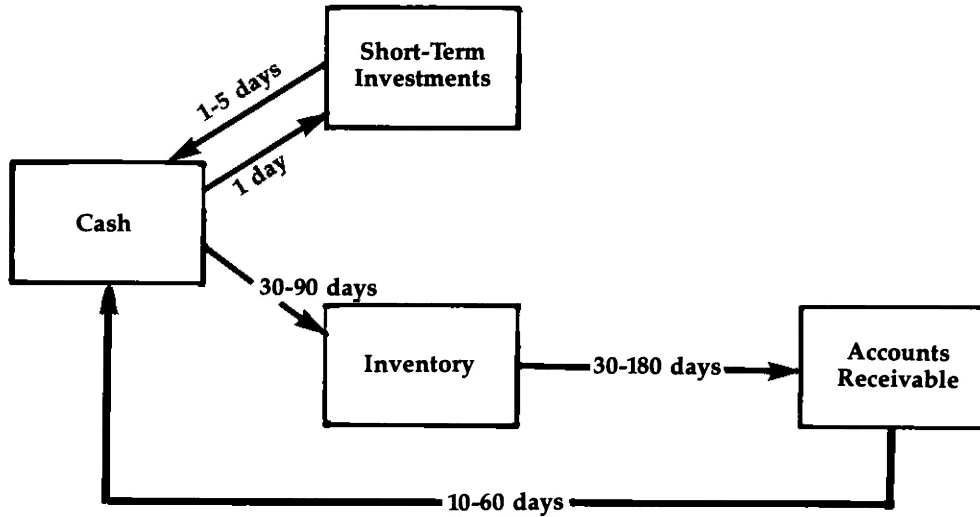 Short-Term
Investments
1-5 days
1 day
Cash
30-90 days
Inventory
30-180 days
Accounts
Receivable
10-60 days